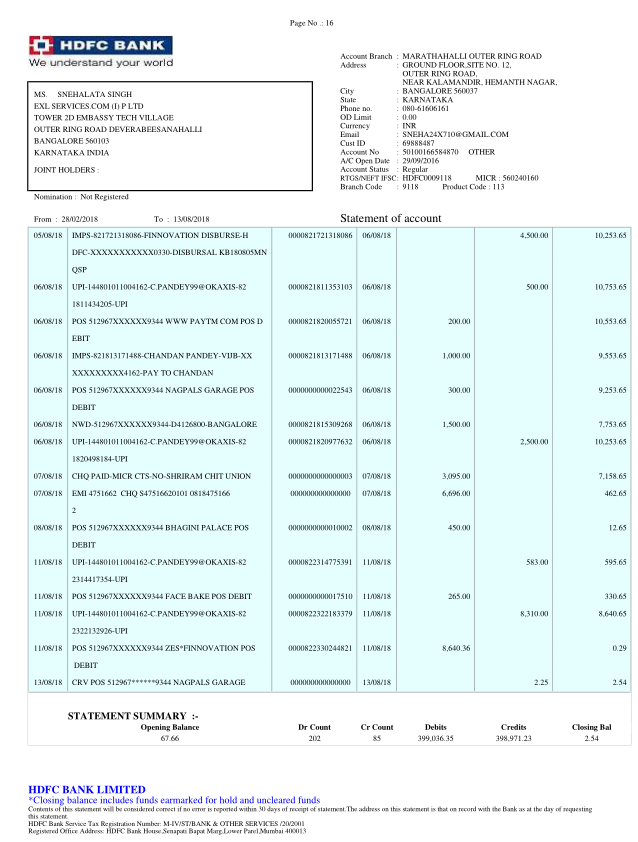 Page No .: 16
HDFC BANK
We understand your world
MS. SNEHALATA SINGH
EXL SERVICES.COM (I) P LTD
TOWER 2D EMBASSY TECH VILLAGE
OUTER RING ROAD DEVERABEESANAHALLI
BANGALORE 560103
KARNATAKA INDIA
JOINT HOLDERS :
Nomination : Not Registered
Account Branch : MARATHAHALLI OUTER RING ROAD
Address : GROUND FLOOR,SITE NO. 12,
OUTER RING ROAD,
NEAR KALAMANDIR, HEMANTH NAGAR,
City : BANGALORE 560037
State : KARNATAKA
Phone no. : 080-61606161
OD Limit : 0.00
Currency : INR
Email : SNEHA24X710@GMAIL.COM
Cust ID : 69888487
Account No : 50100166584870 OTHER
A/C Open Date : 29/09/2016
Account Status : Regular
RTGS/NEFT IFSC: HDFC0009118 MICR : 560240160
Branch Code : 9118 Product Code : 113
From : 28/02/2018 To : 13/08/2018 Statement of account
05/08/18 IMPS-821721318086-FINNOVATION DISBURSE-H 0000821721318086 06/08/18 4,500.00 10,253.65
DFC-XXXXXXXXXXX0330-DISBURSAL KB180805MN
QSP
06/08/18 UPI-144801011004162-C.PANDEY99@OKAXIS-82 0000821811353103 06/08/18 500.00 10,753.65
1811434205-UPI
06/08/18 POS 512967XXXXXX9344 WWW PAYTM COM POS D 0000821820055721 06/08/18 200.00 10,553.65
EBIT
06/08/18 IMPS-821813171488-CHANDAN PANDEY-VIJB-XX 0000821813171488 06/08/18 1,000.00 9,553.65
XXXXXXXXX4162-PAY TO CHANDAN
06/08/18 POS 512967XXXXXX9344 NAGPALS GARAGE POS 0000000000022543 06/08/18 300.00 9,253.65
DEBIT
06/08/18 NWD-512967XXXXXX9344-D4126800-BANGALORE 0000821815309268 06/08/18 1,500.00 7,753.65
06/08/18 UPI-144801011004162-C.PANDEY99@OKAXIS-82 0000821820977632 06/08/18 2,500.00 10,253.65
1820498184-UPI
07/08/18 CHQ PAID-MICR CTS-NO-SHRIRAM CHIT UNION 0000000000000003 07/08/18 3,095.00 7,158.65
07/08/18 EMI 4751662 CHQ S47516620101 0818475166 000000000000000 07/08/18 6,696.00 462.65
2
08/08/18 POS 512967XXXXXX9344 BHAGINI PALACE POS 0000000000010002 08/08/18 450.00 12.65
DEBIT
11/08/18 UPI-144801011004162-C.PANDEY99@OKAXIS-82 0000822314775391 11/08/18 583.00 595.65
2314417354-UPI
11/08/18 POS 512967XXXXXX9344 FACE BAKE POS DEBIT 0000000000017510 11/08/18 265.00 330.65
11/08/18 UPI-144801011004162-C.PANDEY99@OKAXIS-82 0000822322183379 11/08/18 8,310.00 8,640.65
2322132926-UPI
11/08/18 POS 512967XXXXXX9344 ZES*FINNOVATION POS 0000822330244821 11/08/18 8,640.36 0.29
DEBIT
13/08/18 CRV POS 512967******9344 NAGPALS GARAGE 000000000000000 13/08/18 2.25 2.54
STATEMENT SUMMARY :-
Opening Balance Dr Count Cr Count Debits Credits Closing Bal
67.66 202 85 399,036.35 398,971.23 2.54
HDFC BANK LIMITED
*Closing balance includes funds earmarked for hold and uncleared funds
Contents of this statement will be considered correct if no error is reported within 30 days of receipt of statement.The address on this statement is that on record with the Bank as at the day of requesting
this statement.
HDFC Bank Service Tax Registration Number: M-IV/ST/BANK & OTHER SERVICES /20/2001
Registered Office Address: HDFC Bank House,Senapati Bapat Marg,Lower Parel,Mumbai 400013